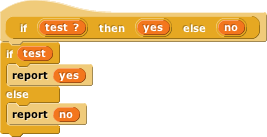 if test ? then yes else no
if test
report yes
else
report no